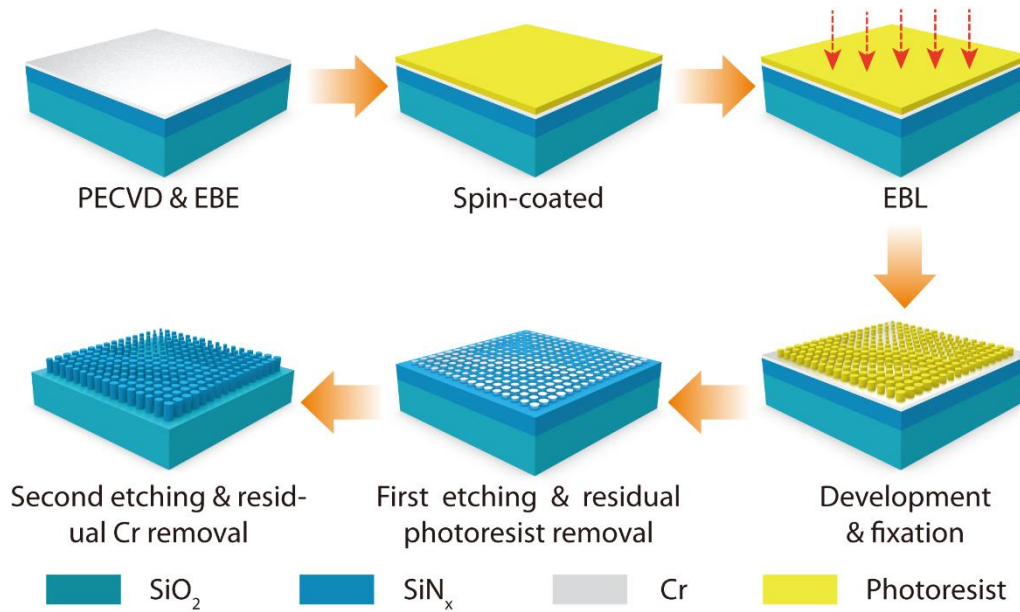 PECVD & EBE
Spin-coated
EBL
Second etching & resid-
ual Cr removal
First etching & residual
photoresist removal
Development
& fixation
SiO₂
SiNₓ
Cr
Photoresist